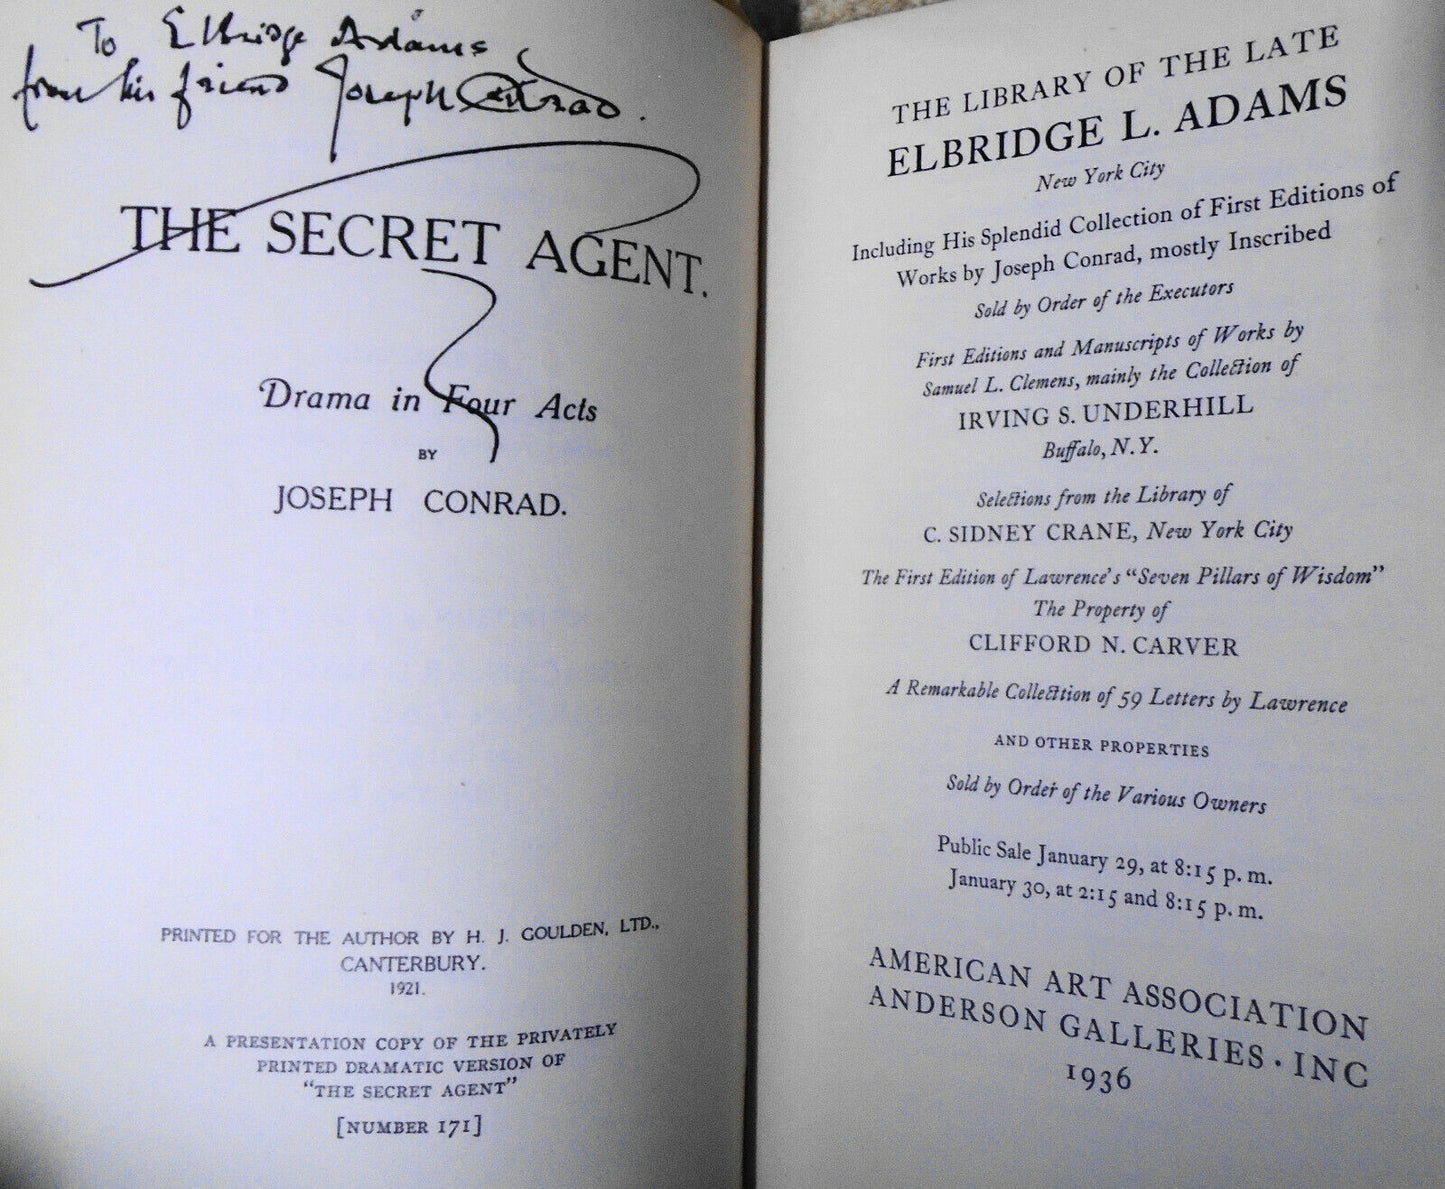 To Elbridge Adams
from his friend Joseph Conrad.
THE SECRET AGENT.
Drama in Four Acts
BY
JOSEPH CONRAD.
PRINTED FOR THE AUTHOR BY H. J. GOULDEN, LTD.,
CANTERBURY.
1921.
A PRESENTATION COPY OF THE PRIVATELY
PRINTED DRAMATIC VERSION OF
"THE SECRET AGENT"
[NUMBER 171]
THE LIBRARY OF THE LATE
ELBRIDGE L. ADAMS
New York City
Including His Splendid Collection of First Editions of
Works by Joseph Conrad, mostly Inscribed
Sold by Order of the Executors
First Editions and Manuscripts of Works by
Samuel L. Clemens, mainly the Collection of
IRVING S. UNDERHILL
Buffalo, N.Y.
Selections from the Library of
C. SIDNEY CRANE, New York City
The First Edition of Lawrence's "Seven Pillars of Wisdom"
The Property of
CLIFFORD N. CARVER
A Remarkable Collection of 59 Letters by Lawrence
AND OTHER PROPERTIES
Sold by Order of the Various Owners
Public Sale January 29, at 8:15 p. m.
January 30, at 2:15 and 8:15 p. m.
AMERICAN ART ASSOCIATION
ANDERSON GALLERIES · INC
1936